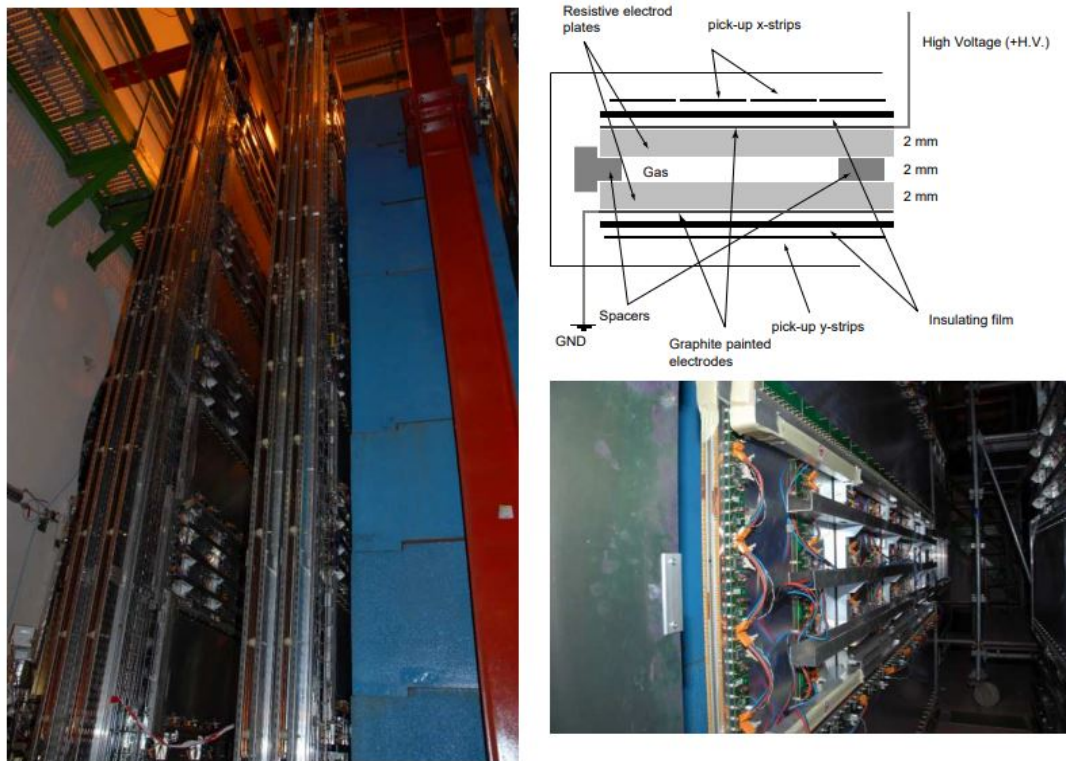 Resistive electrod
plates
pick-up x-strips
High Voltage (+H.V.)
2 mm
Gas
2 mm
2 mm
Spacers
pick-up y-strips
Insulating film
GND
Graphite painted
electrodes